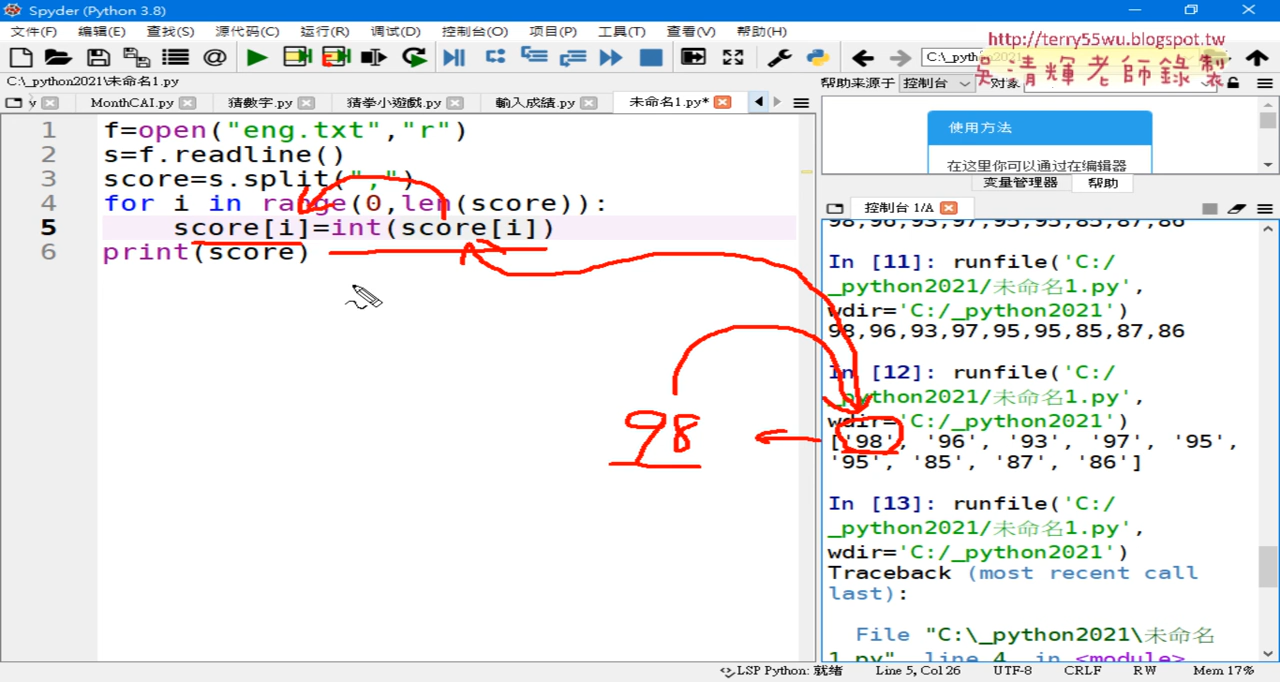 Spyder (Python 3.8)
文件(F) 编辑(E) 查找(S) 源代码(C) 运行(R) 调试(D) 控制台(O) 项目(P) 工具(T) 查看(V) 帮助(H)
http://terry55wu.blogspot.tw
吳清輝老師錄製
C:\_python2021\未命名1.py
帮助来源于 控制台 对象
MonthCAI.py 猜數字.py 猜拳小遊戲.py 輸入成績.py 未命名1.py*
1 f=open("eng.txt","r")
2 s=f.readline()
3 score=s.split(",")
4 for i in range(0,len(score)):
5 score[i]=int(score[i])
6 print(score)
98
使用方法
在这里你可以通过在编辑器
变量管理器 帮助
控制台 1/A
98,96,93,97,95,95,85,87,86
In [11]: runfile('C:/
_python2021/未命名1.py',
wdir='C:/_python2021')
98,96,93,97,95,95,85,87,86
In [12]: runfile('C:/
_python2021/未命名1.py',
wdir='C:/_python2021')
['98', '96', '93', '97', '95',
'95', '85', '87', '86']
In [13]: runfile('C:/
_python2021/未命名1.py',
wdir='C:/_python2021')
Traceback (most recent call
last):
File "C:\_python2021\未命名
1.py", line 4, in <module>
LSP Python: 就绪 Line 5, Col 26 UTF-8 CRLF RW Mem 17%